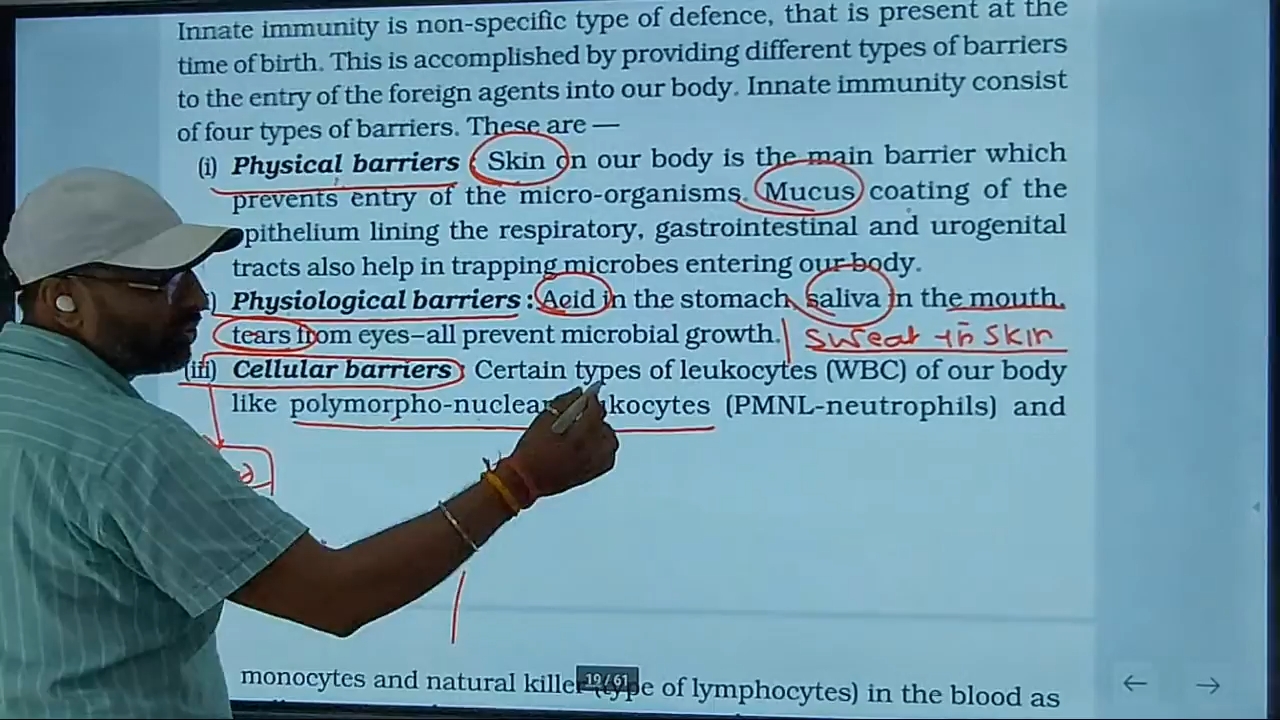 Innate immunity is non-specific type of defence, that is present at the
time of birth. This is accomplished by providing different types of barriers
to the entry of the foreign agents into our body. Innate immunity consist
of four types of barriers. These are —
(i) Physical barriers : Skin on our body is the main barrier which
prevents entry of the micro-organisms. Mucus coating of the
epithelium lining the respiratory, gastrointestinal and urogenital
tracts also help in trapping microbes entering our body.
Physiological barriers : Acid in the stomach, saliva in the mouth,
tears from eyes–all prevent microbial growth. sweat in skin
(iii) Cellular barriers : Certain types of leukocytes (WBC) of our body
like polymorpho-nuclear leukocytes (PMNL-neutrophils) and
monocytes and natural killer (type of lymphocytes) in the blood as
19 / 61